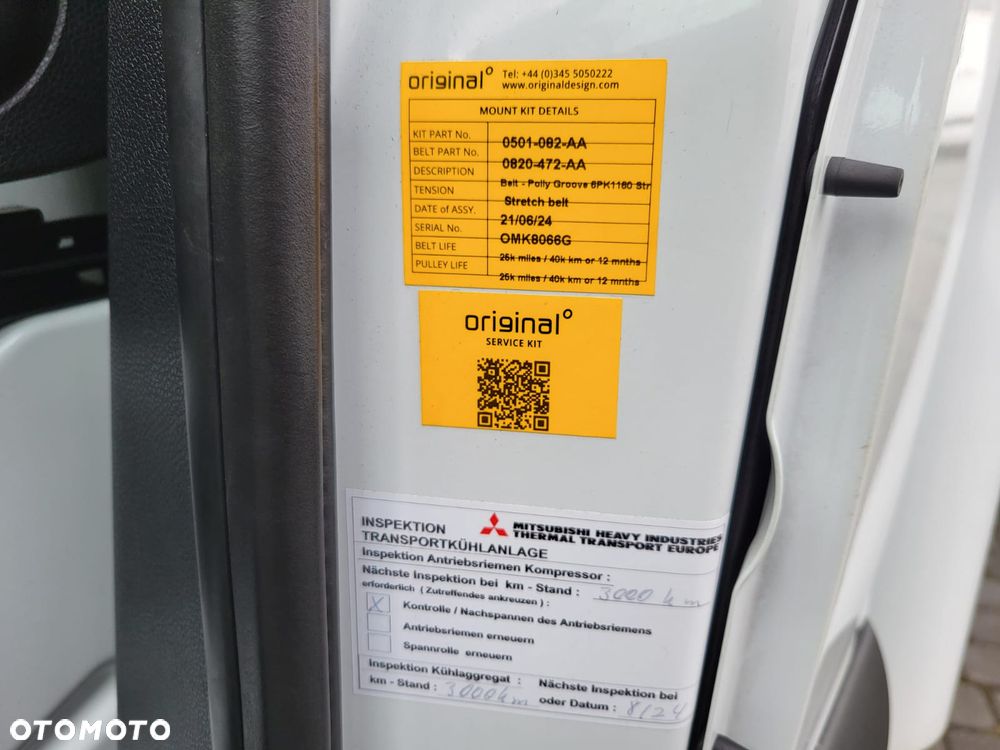 original° Tel: +44 (0)345 5050222
www.originaldesign.com
MOUNT KIT DETAILS
KIT PART No. 0501-082-AA
BELT PART No. 0820-472-AA
DESCRIPTION Belt - Polly Groove 6PK1160 Str
TENSION Stretch belt
DATE of ASSY. 21/06/24
SERIAL No. OMK8066G
BELT LIFE 25k miles / 40k km or 12 mnths
PULLEY LIFE 25k miles / 40k km or 12 mnths
original°
SERVICE KIT
INSPEKTION
TRANSPORTKÜHLANLAGE
MITSUBISHI HEAVY INDUSTRIES
THERMAL TRANSPORT EUROPE
Inspektion Antriebsriemen Kompressor :
Nächste Inspektion bei km - Stand : 3000 km
erforderlich ( Zutreffendes ankreuzen ) :
X Kontrolle / Nachspannen des Antriebsriemens
Antriebsriemen erneuern
Spannrolle erneuern
Inspektion Kühlaggregat : Nächste Inspektion bei
km - Stand : 3000km oder Datum : 8/24
OTOMOTO